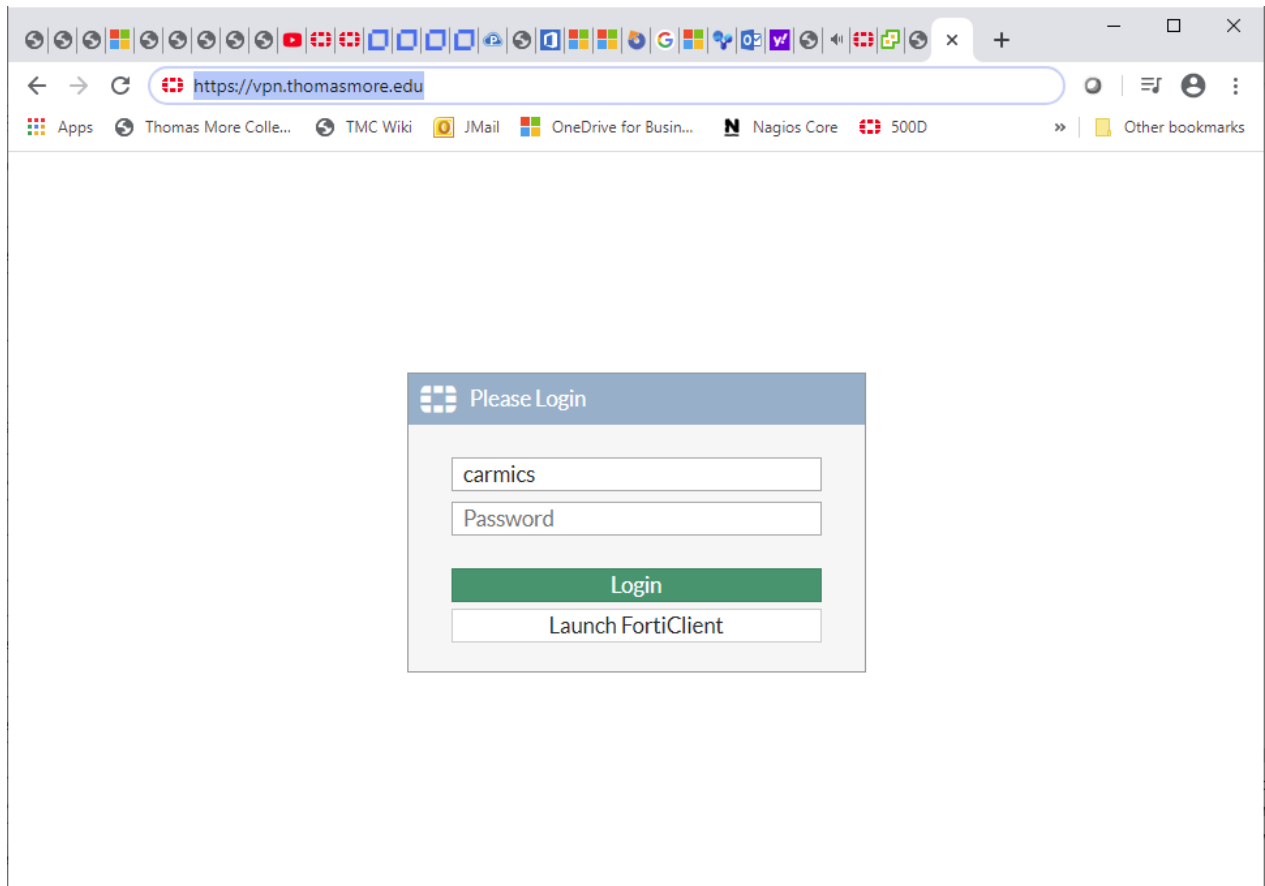 https://vpn.thomasmore.edu
Apps Thomas More Colle... TMC Wiki JMail OneDrive for Busin... Nagios Core 500D » Other bookmarks
Please Login
carmics
Password
Login
Launch FortiClient